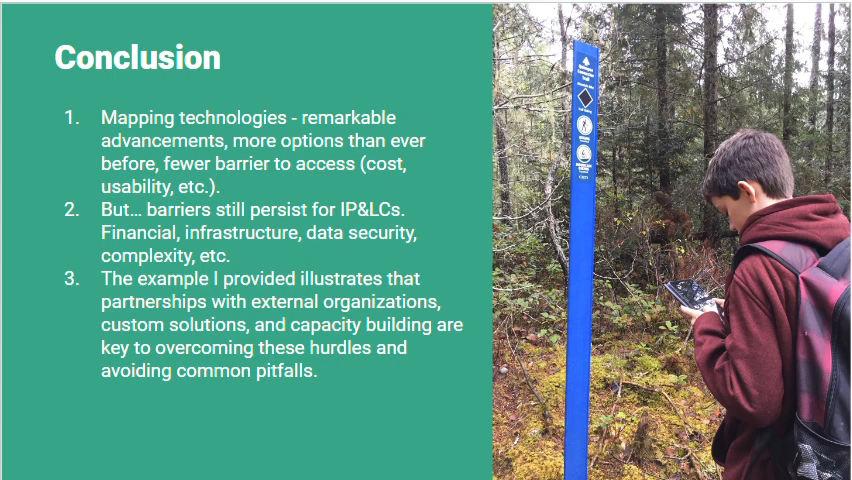 Conclusion
1. Mapping technologies - remarkable
advancements, more options than ever
before, fewer barrier to access (cost,
usability, etc.).
2. But... barriers still persist for IP&LCs.
Financial, infrastructure, data security,
complexity, etc.
3. The example I provided illustrates that
partnerships with external organizations,
custom solutions, and capacity building are
key to overcoming these hurdles and
avoiding common pitfalls.
Trail